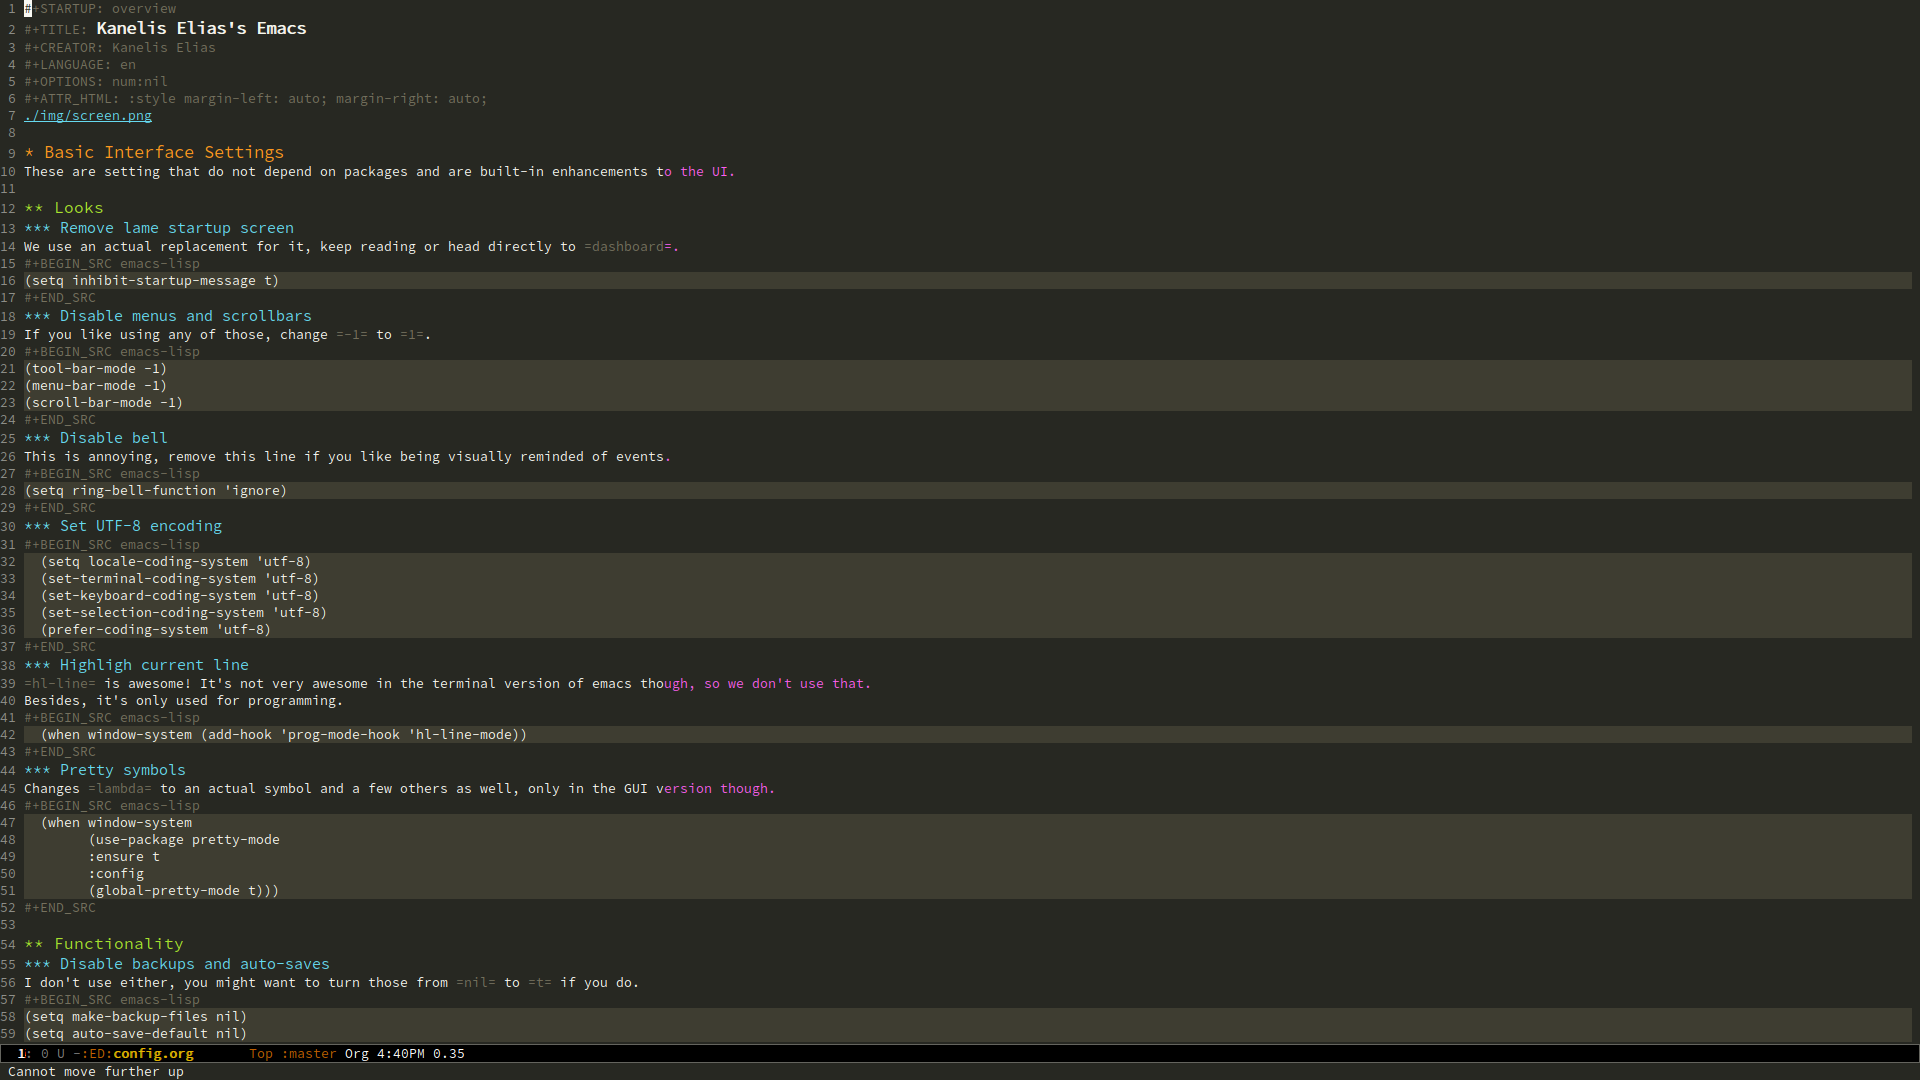 1 #+STARTUP: overview
2 #+TITLE: Kanelis Elias's Emacs
3 #+CREATOR: Kanelis Elias
4 #+LANGUAGE: en
5 #+OPTIONS: num:nil
6 #+ATTR_HTML: :style margin-left: auto; margin-right: auto;
7 ./img/screen.png
8
9 * Basic Interface Settings
10 These are setting that do not depend on packages and are built-in enhancements to the UI.
11
12 ** Looks
13 *** Remove lame startup screen
14 We use an actual replacement for it, keep reading or head directly to =dashboard=.
15 #+BEGIN_SRC emacs-lisp
16 (setq inhibit-startup-message t)
17 #+END_SRC
18 *** Disable menus and scrollbars
19 If you like using any of those, change =-1= to =1=.
20 #+BEGIN_SRC emacs-lisp
21 (tool-bar-mode -1)
22 (menu-bar-mode -1)
23 (scroll-bar-mode -1)
24 #+END_SRC
25 *** Disable bell
26 This is annoying, remove this line if you like being visually reminded of events.
27 #+BEGIN_SRC emacs-lisp
28 (setq ring-bell-function 'ignore)
29 #+END_SRC
30 *** Set UTF-8 encoding
31 #+BEGIN_SRC emacs-lisp
32   (setq locale-coding-system 'utf-8)
33   (set-terminal-coding-system 'utf-8)
34   (set-keyboard-coding-system 'utf-8)
35   (set-selection-coding-system 'utf-8)
36   (prefer-coding-system 'utf-8)
37 #+END_SRC
38 *** Highligh current line
39 =hl-line= is awesome! It's not very awesome in the terminal version of emacs though, so we don't use that.
40 Besides, it's only used for programming.
41 #+BEGIN_SRC emacs-lisp
42   (when window-system (add-hook 'prog-mode-hook 'hl-line-mode))
43 #+END_SRC
44 *** Pretty symbols
45 Changes =lambda= to an actual symbol and a few others as well, only in the GUI version though.
46 #+BEGIN_SRC emacs-lisp
47   (when window-system
48         (use-package pretty-mode
49         :ensure t
50         :config
51         (global-pretty-mode t)))
52 #+END_SRC
53
54 ** Functionality
55 *** Disable backups and auto-saves
56 I don't use either, you might want to turn those from =nil= to =t= if you do.
57 #+BEGIN_SRC emacs-lisp
58 (setq make-backup-files nil)
59 (setq auto-save-default nil)
1: 0 U -:ED:config.org Top :master Org 4:40PM 0.35
Cannot move further up